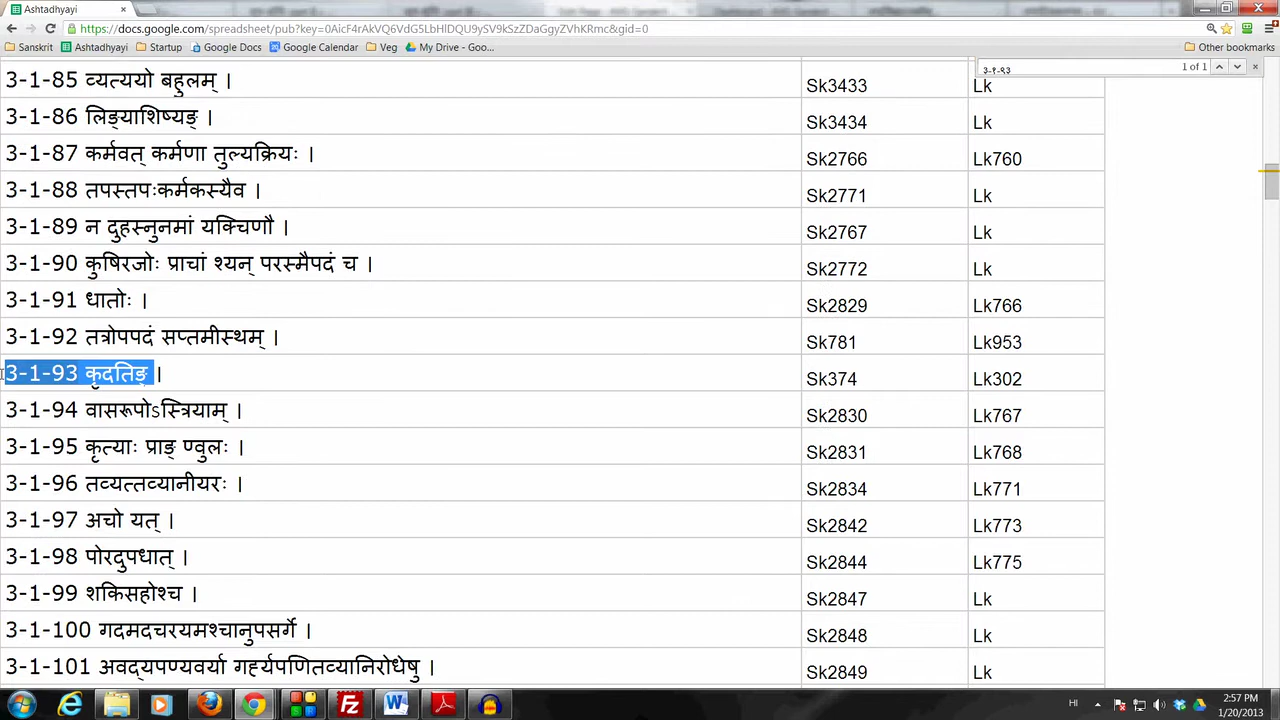 Ashtadhyayi
https://docs.google.com/spreadsheet/pub?key=0AicF4rAkVQ6VdG5LbHlDQU9ySV9kSzZDaGgy
Sanskrit Ashtadhyayi Startup Google Docs Google Calendar Veg My Drive - Goo... Other bookmarks
३-१-९३ 1 of 1
3-1-85 व्यत्ययो बहुलम् । Sk3433 Lk
3-1-86 लिङ्याशिष्यङ् । Sk3434 Lk
3-1-87 कर्मवत् कर्मणा तुल्यक्रियः । Sk2766 Lk760
3-1-88 तपस्तपःकर्मकस्यैव । Sk2771 Lk
3-1-89 न दुहस्नुनमां यक्चिणौ । Sk2767 Lk
3-1-90 कुषिरजोः प्राचां श्यन् परस्मैपदं च । Sk2772 Lk
3-1-91 धातोः । Sk2829 Lk766
3-1-92 तत्रोपपदं सप्तमीस्थम् । Sk781 Lk953
3-1-93 कृदतिङ् । Sk374 Lk302
3-1-94 वासरूपोऽस्त्रियाम् । Sk2830 Lk767
3-1-95 कृत्याः प्राङ् ण्वुलः । Sk2831 Lk768
3-1-96 तव्यत्तव्यानीयरः । Sk2834 Lk771
3-1-97 अचो यत् । Sk2842 Lk773
3-1-98 पोरदुपधात् । Sk2844 Lk775
3-1-99 शकिसहोश्च । Sk2847 Lk
3-1-100 गदमदचरयमश्चानुपसर्गे । Sk2848 Lk
3-1-101 अवद्यपण्यवर्या गर्ह्यपणितव्यानिरोधेषु । Sk2849 Lk
HI 2:57 PM
1/20/2013